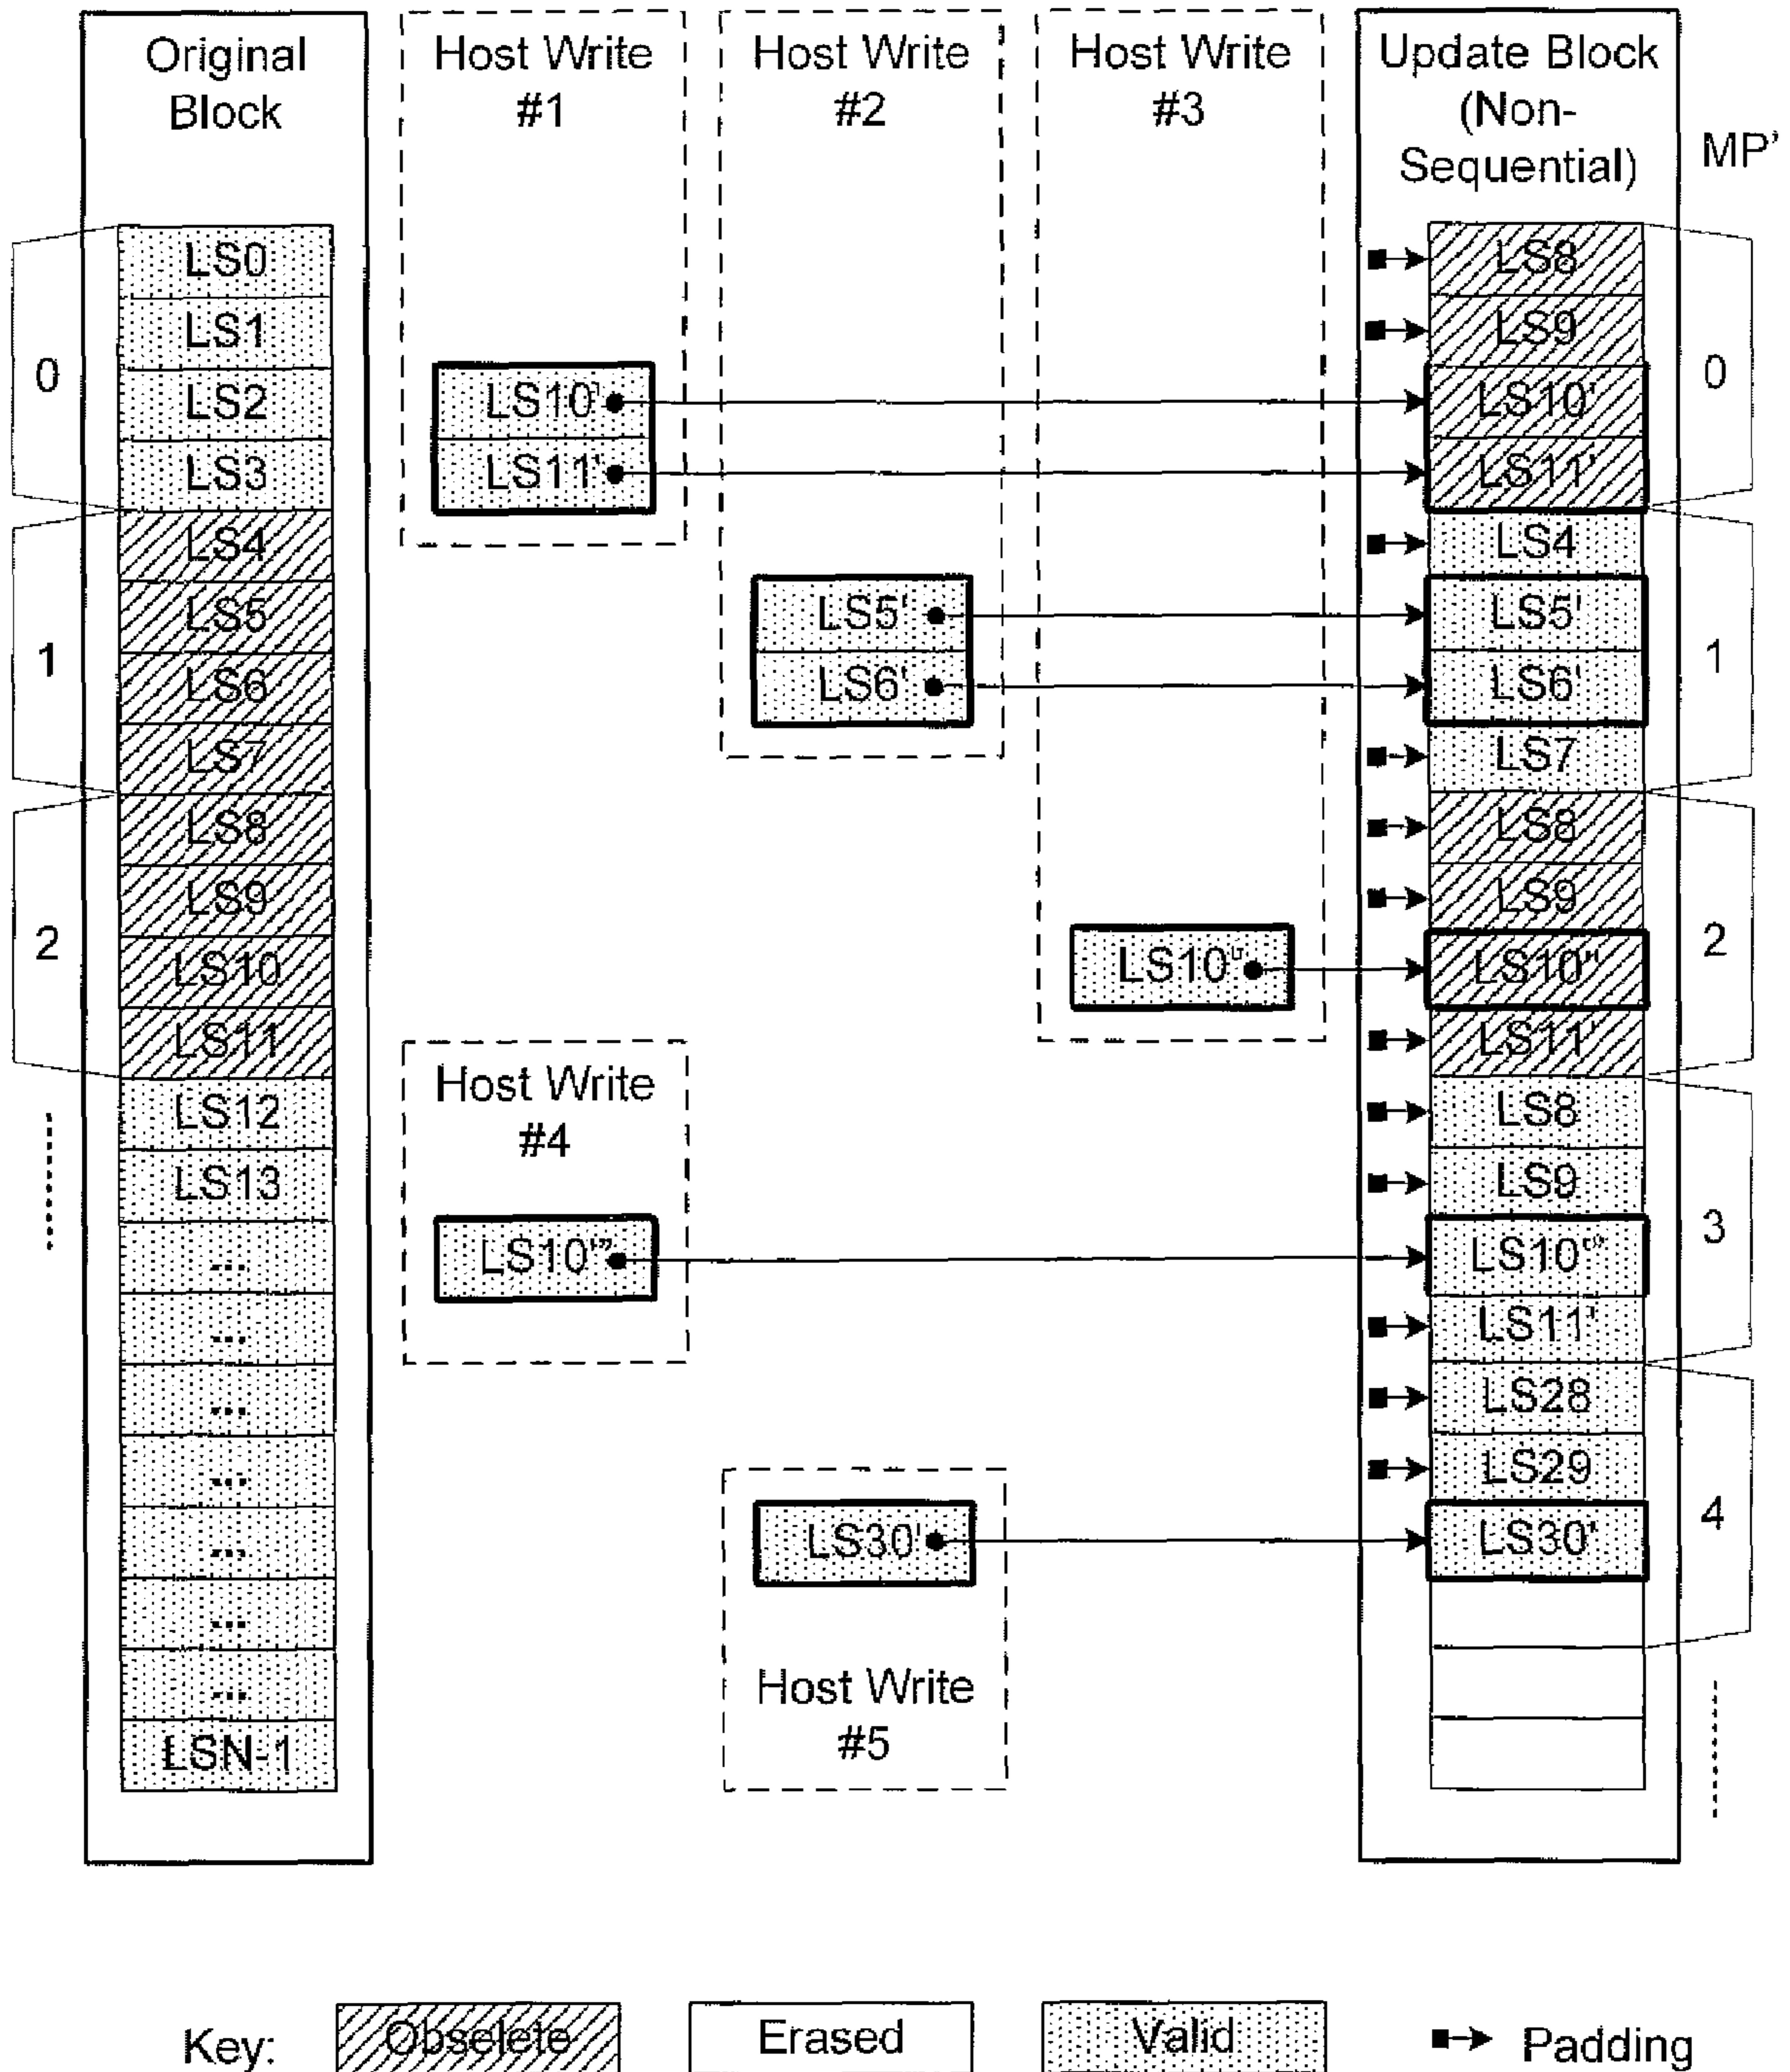 Original
Block
Host Write
#1
Host Write
#2
Host Write
#3
Update Block
(Non-
Sequential)
MP'
0
1
2
LS0
LS1
LS2
LS3
LS4
LS5
LS6
LS7
LS8
LS9
LS10
LS11
LS12
LS13
...
...
...
...
...
...
...
LSN-1
LS10'
LS11'
LS5'
LS6'
LS10"
Host Write
#4
LS10'"
LS30'
Host Write
#5
LS8
LS9
LS10'
LS11'
LS4
LS5'
LS6'
LS7
LS8
LS9
LS10"
LS11'
LS8
LS9
LS10'"
LS11'
LS28
LS29
LS30'
0
1
2
3
4
Key:
Obselete
Erased
Valid
Padding